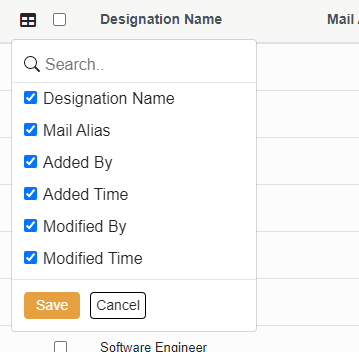 Designation Name
Mail
Search..
Designation Name
Mail Alias
Added By
Added Time
Modified By
Modified Time
Save
Cancel
Software Engineer